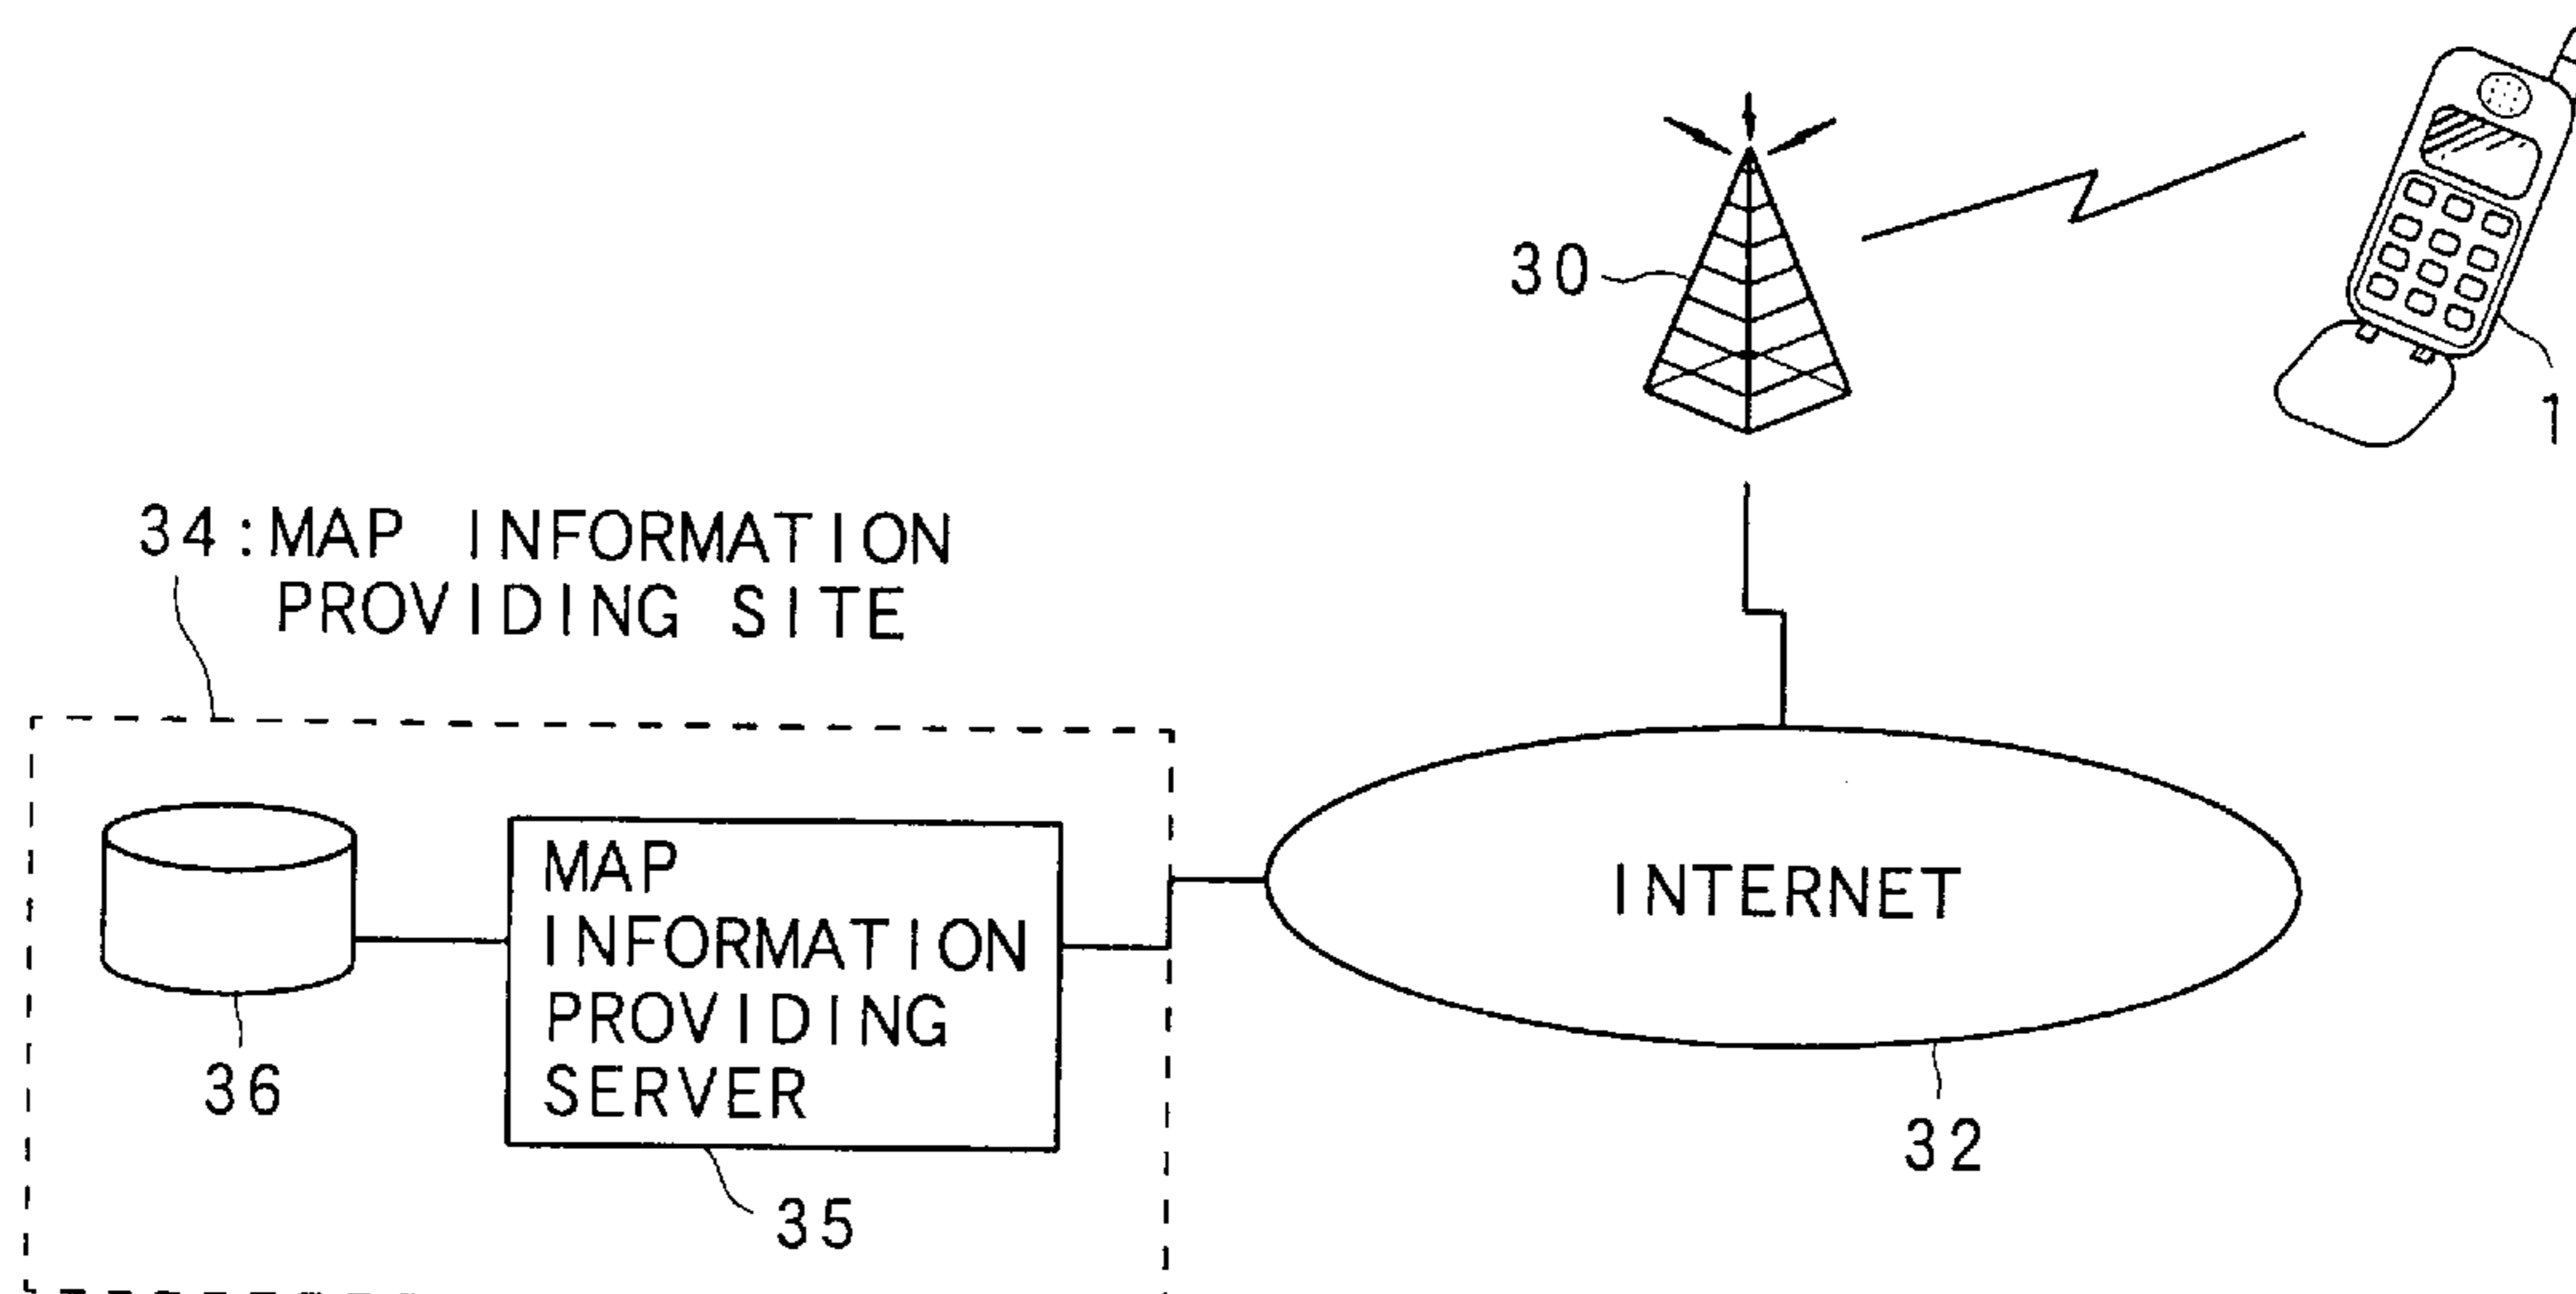 30
1
34:MAP INFORMATION
PROVIDING SITE
MAP
INFORMATION
PROVIDING
SERVER
INTERNET
36
32
35